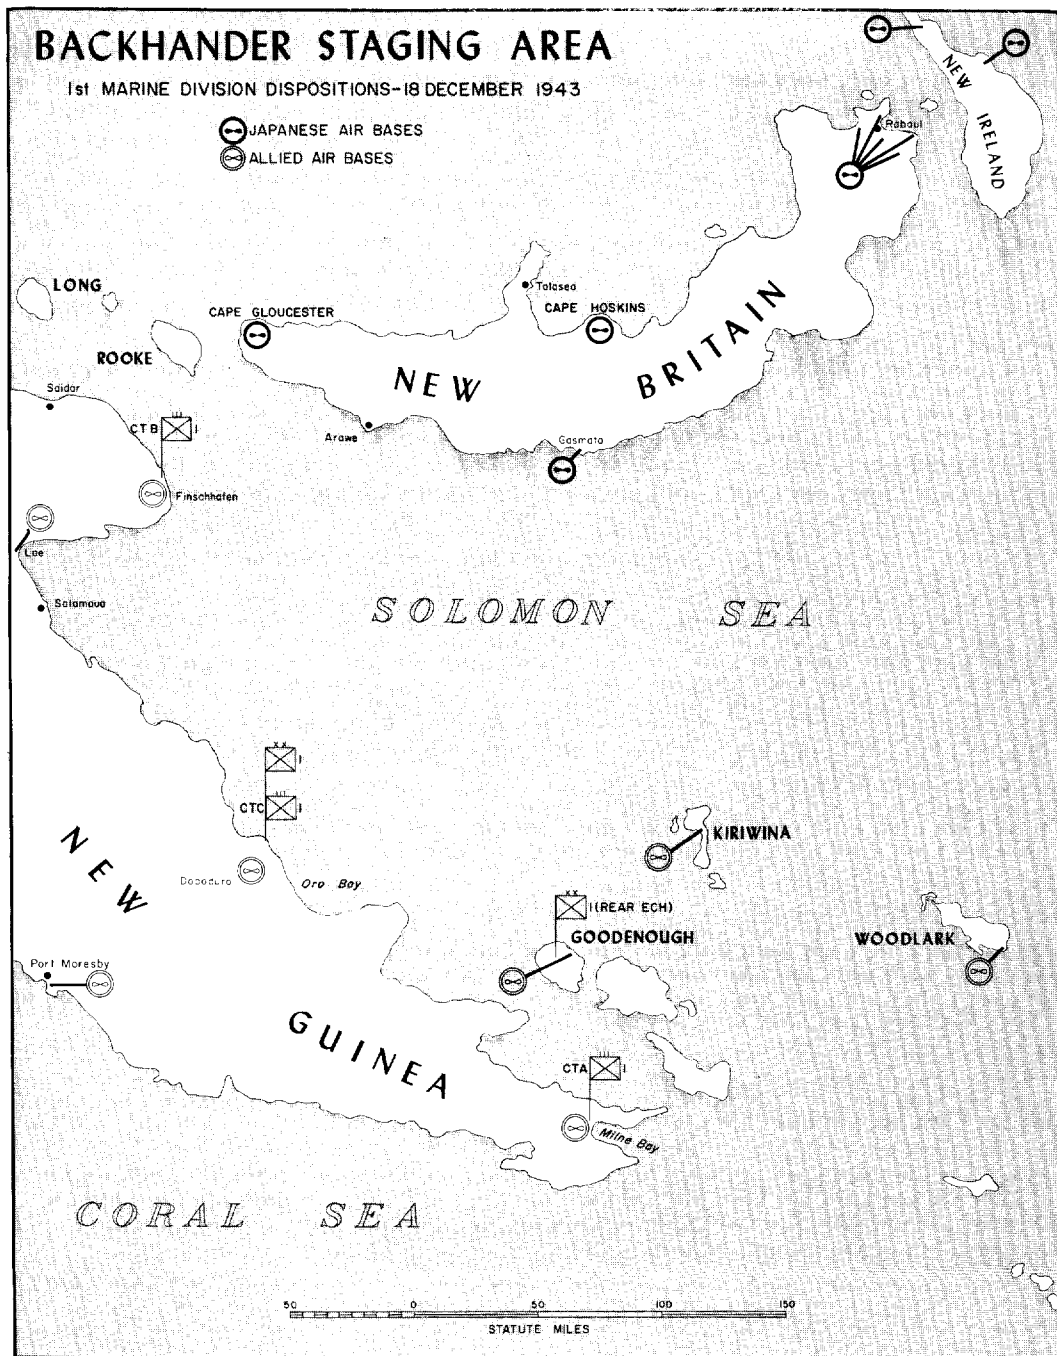 BACKHANDER STAGING AREA
1st MARINE DIVISION DISPOSITIONS-18 DECEMBER 1943
JAPANESE AIR BASES
ALLIED AIR BASES
NEW IRELAND
Rabaul
LONG
Talasea
CAPE GLOUCESTER
CAPE HOSKINS
ROOKE
NEW BRITAIN
Saidor
CTB
I
Arawe
Gasmata
Finschhafen
Lae
Salamaua
SOLOMON SEA
XX
I
CTC
I
KIRIWINA
Dobodura
Oro Bay
XX
I(REAR ECH)
GOODENOUGH
WOODLARK
Port Moresby
NEW GUINEA
CTA
I
Milne Bay
CORAL SEA
50 0 50 100 150
STATUTE MILES